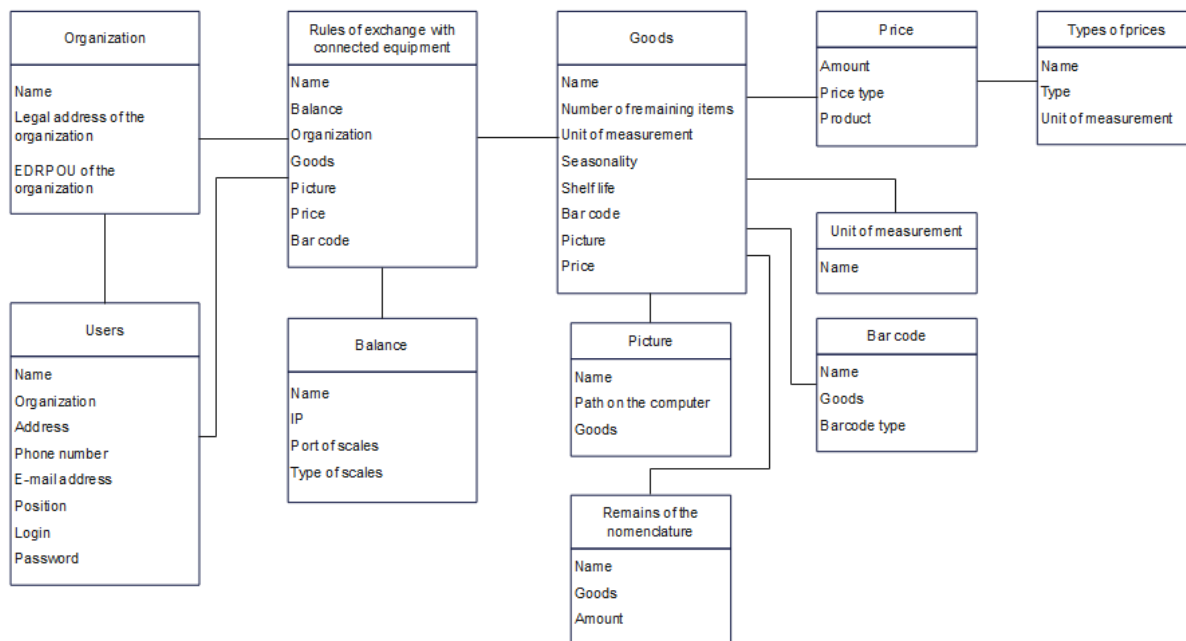 Organization
Name
Legal address of the
organization
EDRPOU of the
organization
Rules of exchange with
connected equipment
Name
Balance
Organization
Goods
Picture
Price
Bar code
Goods
Name
Number of remaining items
Unit of measurement
Seasonality
Shelf life
Bar code
Picture
Price
Price
Amount
Price type
Product
Types of prices
Name
Type
Unit of measurement
Unit of measurement
Name
Users
Name
Organization
Address
Phone number
E-mail address
Position
Login
Password
Balance
Name
IP
Port of scales
Type of scales
Picture
Name
Path on the computer
Goods
Bar code
Name
Goods
Barcode type
Remains of the
nomenclature
Name
Goods
Amount